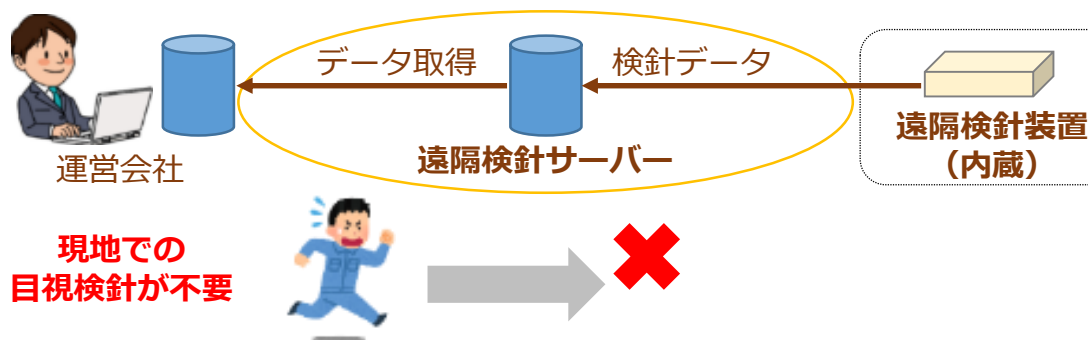 データ取得
検針データ
運営会社
遠隔検針サーバー
遠隔検針装置
（内蔵）
現地での
目視検針が不要